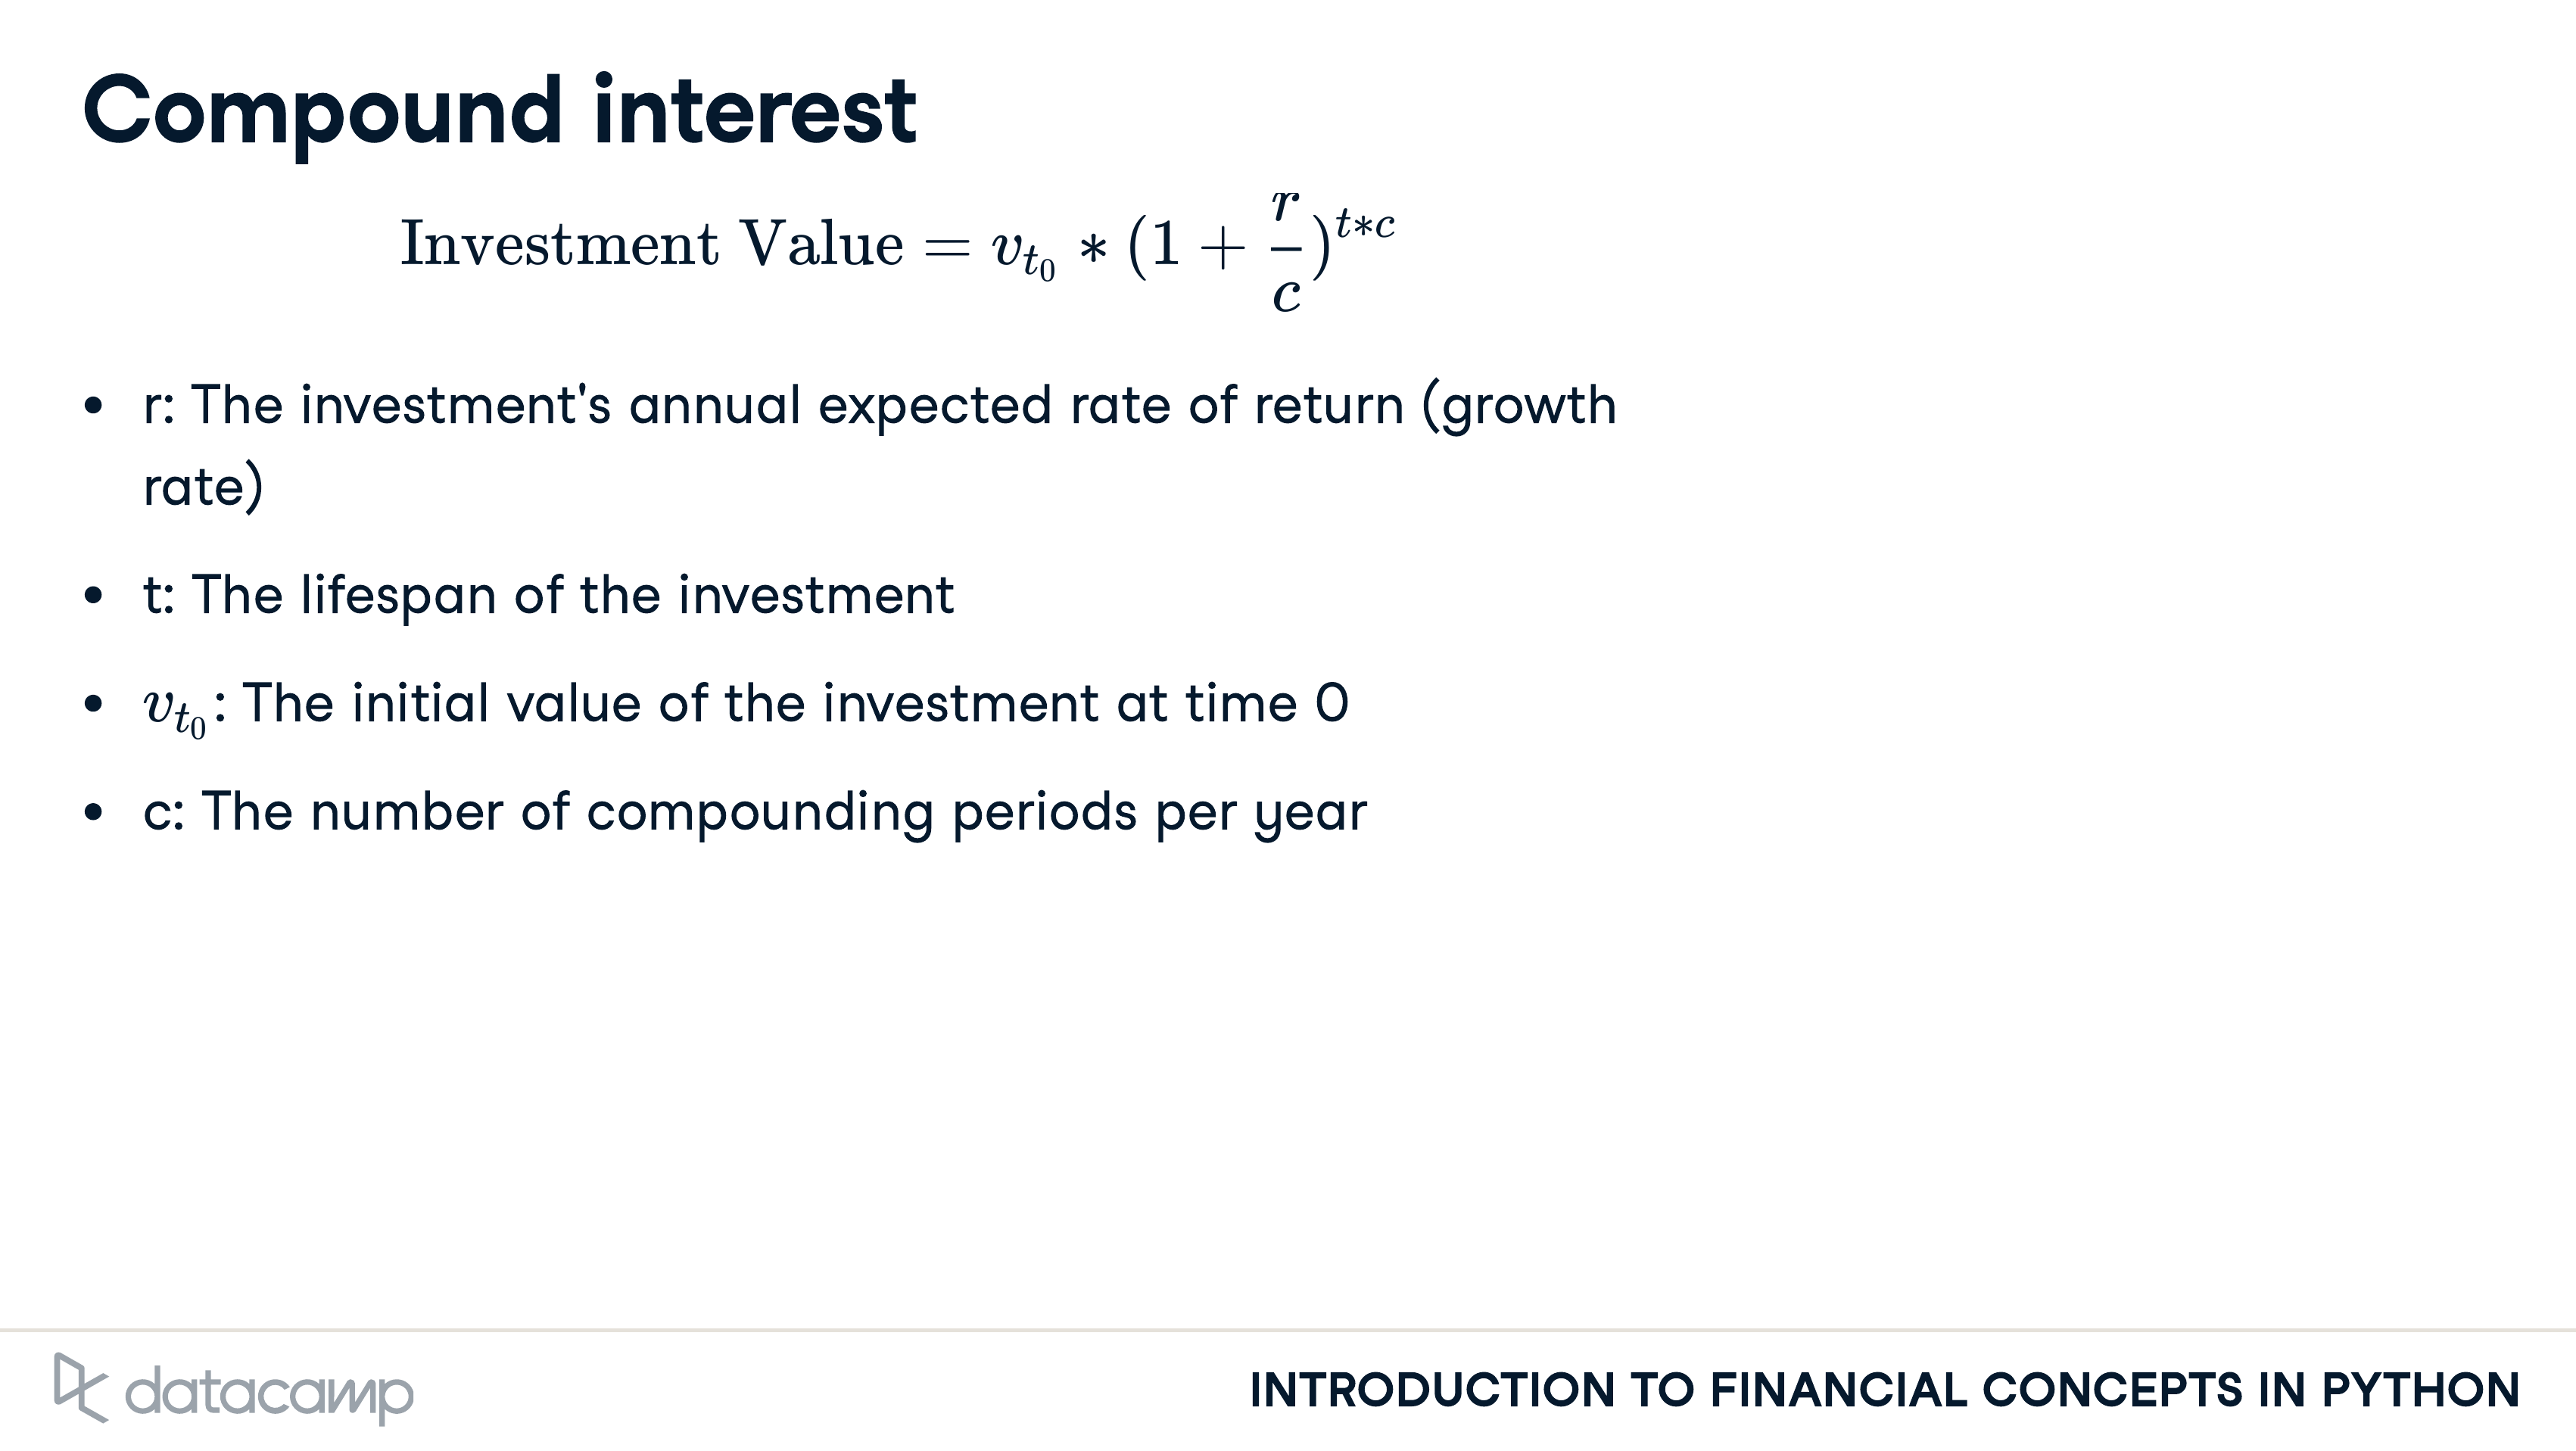 Compound interest
Investment Value = v_{t_0} * (1 + \frac{r}{c})^{t*c}
• r: The investment's annual expected rate of return (growth
rate)
• t: The lifespan of the investment
• v_{t_0}: The initial value of the investment at time 0
• c: The number of compounding periods per year
datacamp
INTRODUCTION TO FINANCIAL CONCEPTS IN PYTHON